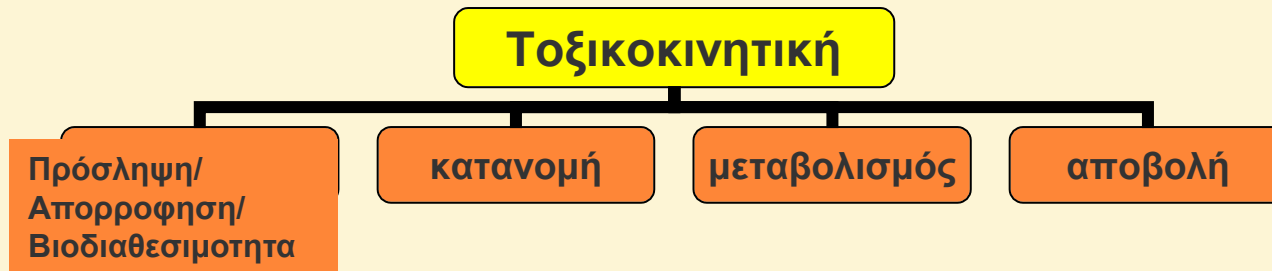 Τοξικοκινητική
Πρόσληψη/
Απορροφηση/
Βιοδιαθεσιμοτητα
κατανομή
μεταβολισμός
αποβολή